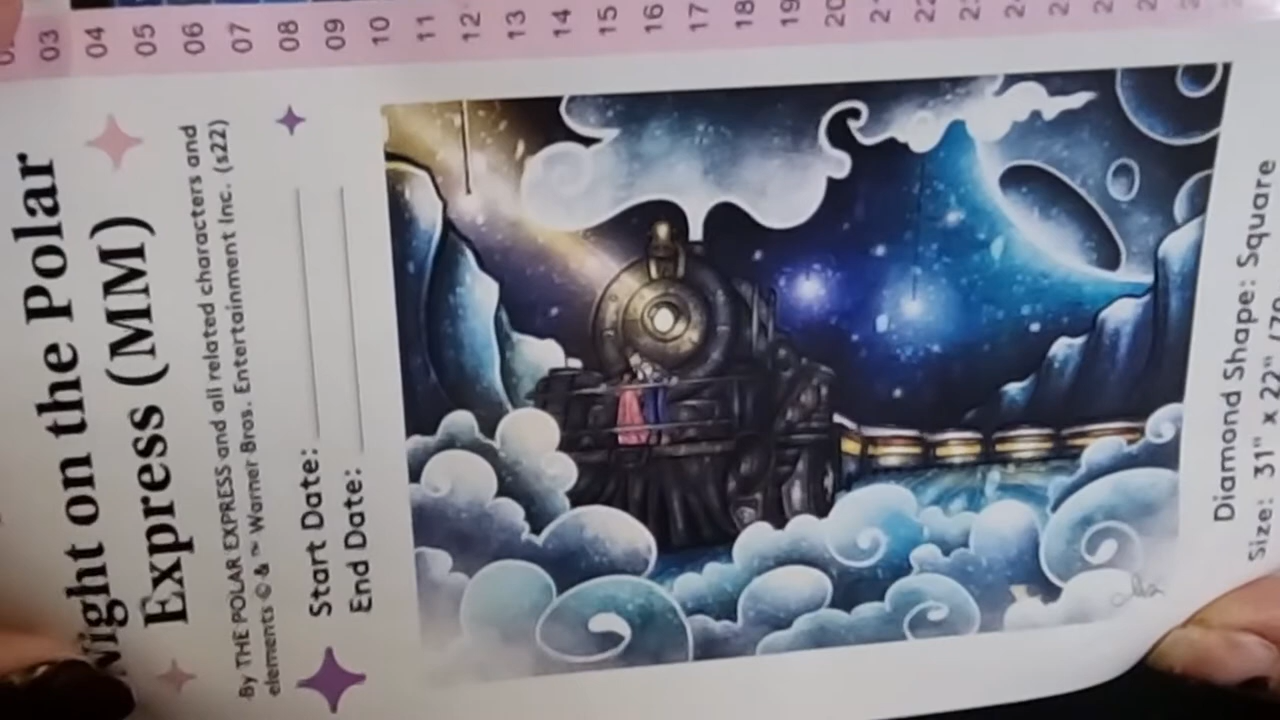 Night on the Polar
Express (MM)
By THE POLAR EXPRESS and all related characters and
elements © & ™ Warner Bros. Entertainment Inc. (s22)
Start Date:
End Date:
Diamond Shape: Square
Size: 31" x 22"
03
04
05
06
07
08
09
10
11
12
13
14
15
16
17
18
19
20